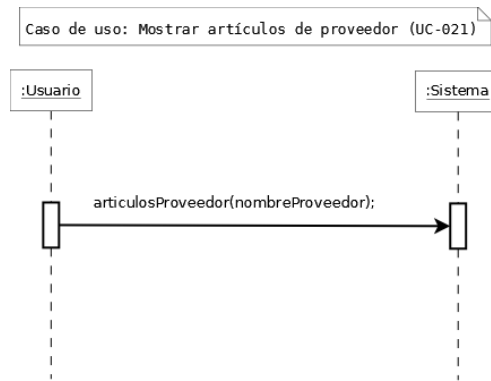 Caso de uso: Mostrar artículos de proveedor (UC-021)
:Usuario
:Sistema
articulosProveedor(nombreProveedor);